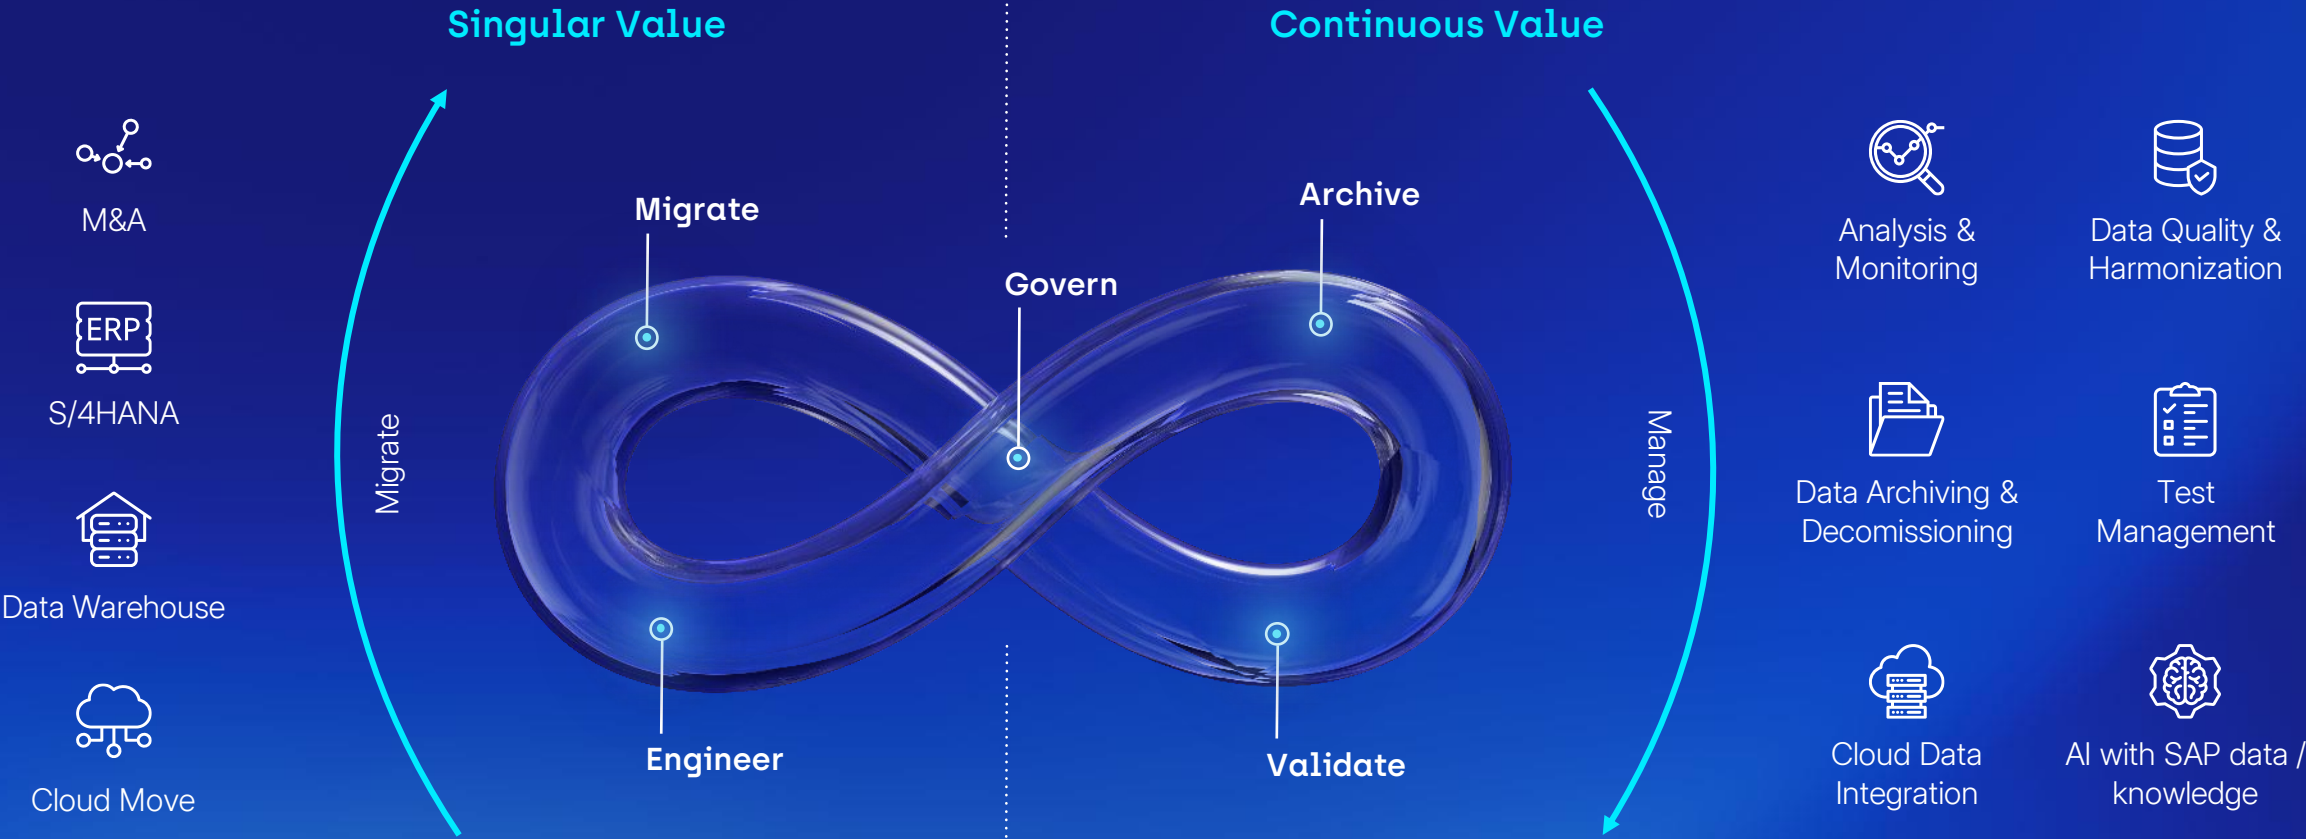 Singular Value
Continuous Value
M&A
ERP
S/4HANA
Data Warehouse
Cloud Move
Migrate
Migrate
Govern
Archive
Engineer
Validate
Manage
Analysis &
Monitoring
Data Quality &
Harmonization
Data Archiving &
Decomissioning
Test
Management
Cloud Data
Integration
AI with SAP data /
knowledge